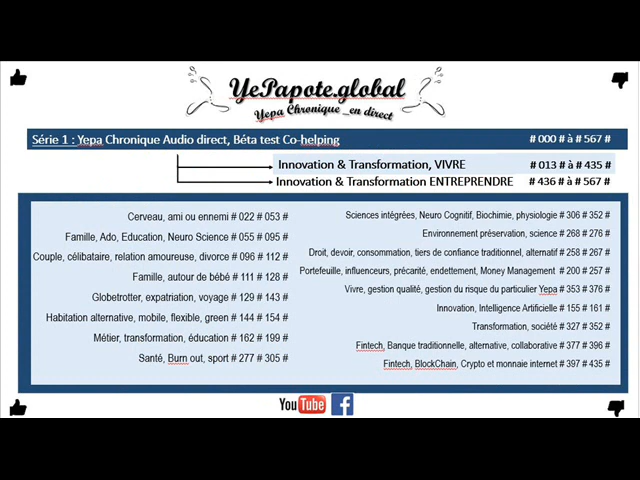 YePapote.global
Yepa Chronique _en direct
Série 1 : Yepa Chronique Audio direct, Béta test Co-helping # 000 # à # 567 #
Innovation & Transformation, VIVRE # 013 # à # 435 #
Innovation & Transformation ENTREPRENDRE # 436 # à # 567 #
Cerveau, ami ou ennemi # 022 # 053 #
Famille, Ado, Education, Neuro Science # 055 # 095 #
Couple, célibataire, relation amoureuse, divorce # 096 # 112 #
Famille, autour de bébé # 111 # 128 #
Globetrotter, expatriation, voyage # 129 # 143 #
Habitation alternative, mobile, flexible, green # 144 # 154 #
Métier, transformation, éducation # 162 # 199 #
Santé, Burn out, sport # 277 # 305 #
Sciences intégrées, Neuro Cognitif, Biochimie, physiologie # 306 # 352 #
Environnement préservation, science # 268 # 276 #
Droit, devoir, consommation, tiers de confiance traditionnel, alternatif # 258 # 267 #
Portefeuille, influenceurs, précarité, endettement, Money Management # 200 # 257 #
Vivre, gestion qualité, gestion du risque du particulier Yepa # 353 # 376 #
Innovation, Intelligence Artificielle # 155 # 161 #
Transformation, société # 327 # 352 #
Fintech, Banque traditionnelle, alternative, collaborative # 377 # 396 #
Fintech, BlockChain, Crypto et monnaie internet # 397 # 435 #
YouTube f